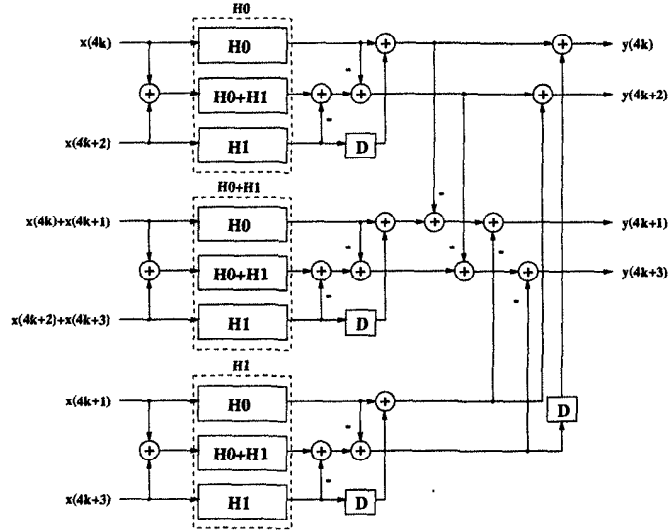 H0
x(4k)
H0
+
+
y(4k)
-
+
H0+H1
+
+
+
y(4k+2)
-
x(4k+2)
H1
D
H0+H1
x(4k)+x(4k+1)
H0
+
+
+
y(4k+1)
-
-
-
-
+
H0+H1
+
+
+
+
y(4k+3)
-
-
x(4k+2)+x(4k+3)
H1
D
H1
x(4k+1)
H0
+
D
-
+
H0+H1
+
+
-
x(4k+3)
H1
D